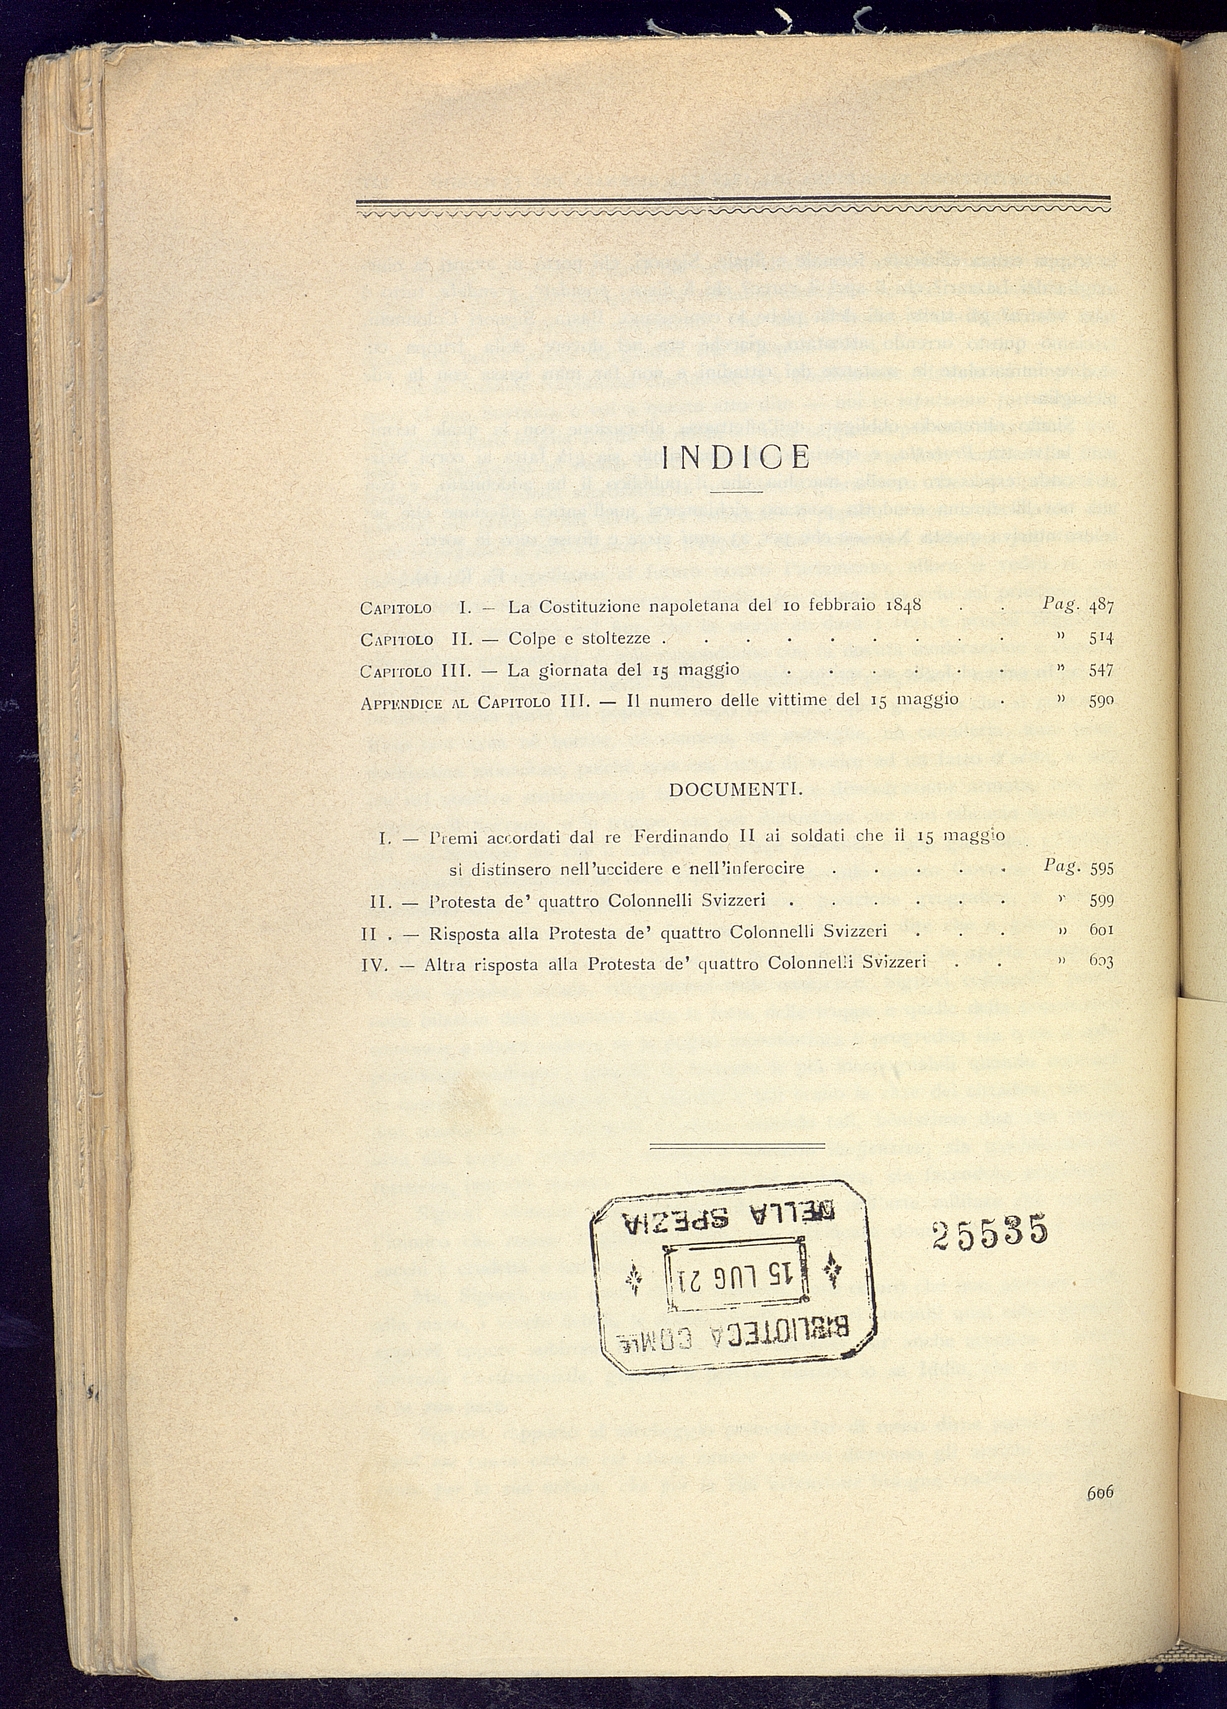 INDICE
CAPITOLO I. — La Costituzione napoletana del 10 febbraio 1848 . . Pag. 487
CAPITOLO II. — Colpe e stoltezze . . . . . . . . . » 514
CAPITOLO III. — La giornata del 15 maggio . . . . . . » 547
APPENDICE AL CAPITOLO III. — Il numero delle vittime del 15 maggio . » 590
DOCUMENTI.
I. — Premi accordati dal re Ferdinando II ai soldati che il 15 maggio
si distinsero nell'uccidere e nell'inferocire . . . . . Pag. 595
II. — Protesta de' quattro Colonnelli Svizzeri . . . . . . » 599
II . — Risposta alla Protesta de' quattro Colonnelli Svizzeri . . . » 601
IV. — Altra risposta alla Protesta de' quattro Colonnelli Svizzeri . . » 603
BIBLIOTECA COMLE
15 LUG 21
DELLA SPEZIA
25535
606